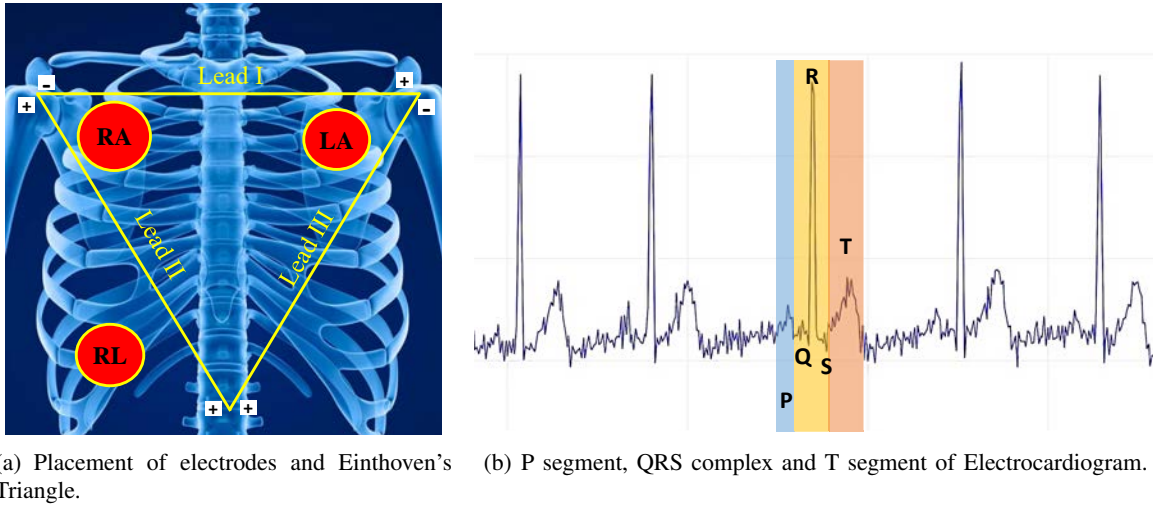 Lead I
-
+
+
-
RA
LA
Lead II
Lead III
RL
+
+
R
T
Q
S
P
(a) Placement of electrodes and Einthoven's
Triangle.
(b) P segment, QRS complex and T segment of Electrocardiogram.